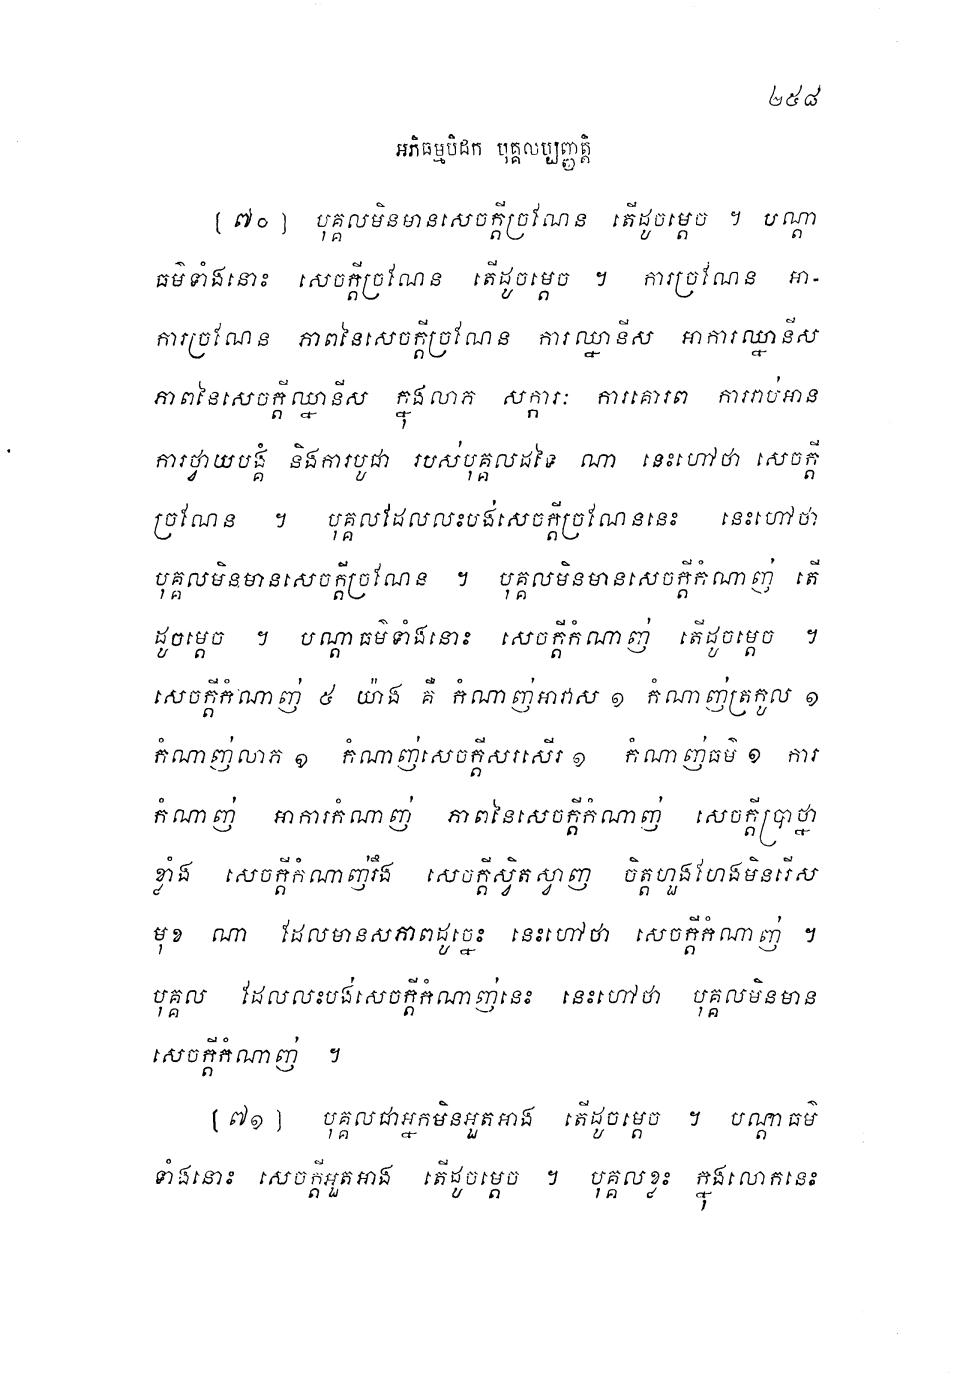 ២៥៨
អភិធម្មបិដក បុគ្គលប្បញ្ញត្តិ
(៧០) បុគ្គលមិនមានសេចក្តីច្រណែន តើដូចម្តេច ។ បណ្តា
ធម៌ទាំងនោះ សេចក្តីច្រណែន តើដូចម្តេច ។ ការច្រណែន អា-
ការច្រណែន ភាពនៃសេចក្តីច្រណែន ការឈ្នានីស អាការឈ្នានីស
ភាពនៃសេចក្តីឈ្នានីស ក្នុងលាភ សក្ការៈ ការគោរព ការរាប់អាន
ការថ្វាយបង្គំ និងការបូជា របស់បុគ្គលដទៃ ណា នេះហៅថា សេចក្តី
ច្រណែន ។ បុគ្គលដែលលះបង់សេចក្តីច្រណែននេះ នេះហៅថា
បុគ្គលមិនមានសេចក្តីច្រណែន ។ បុគ្គលមិនមានសេចក្តីកំណាញ់ តើ
ដូចម្តេច ។ បណ្តាធម៌ទាំងនោះ សេចក្តីកំណាញ់ តើដូចម្តេច ។
សេចក្តីកំណាញ់ ៥ យ៉ាង គឺ កំណាញ់អាវាស ១ កំណាញ់ត្រកូល ១
កំណាញ់លាភ ១ កំណាញ់សេចក្តីសរសើរ ១ កំណាញ់ធម៌ ១ ការ
កំណាញ់ អាការកំណាញ់ ភាពនៃសេចក្តីកំណាញ់ សេចក្តីប្រាថ្នា
ខ្លាំង សេចក្តីកំណាញ់រឹង សេចក្តីស្វិតស្វាញ ចិត្តហួងហែងមិនរើស
មុខ ណា ដែលមានសភាពដូច្នេះ នេះហៅថា សេចក្តីកំណាញ់ ។
បុគ្គល ដែលលះបង់សេចក្តីកំណាញ់នេះ នេះហៅថា បុគ្គលមិនមាន
សេចក្តីកំណាញ់ ។
(៧១) បុគ្គលជាអ្នកមិនអួតអាង តើដូចម្តេច ។ បណ្តាធម៌
ទាំងនោះ សេចក្តីអួតអាង តើដូចម្តេច ។ បុគ្គលខ្លះ ក្នុងលោកនេះ